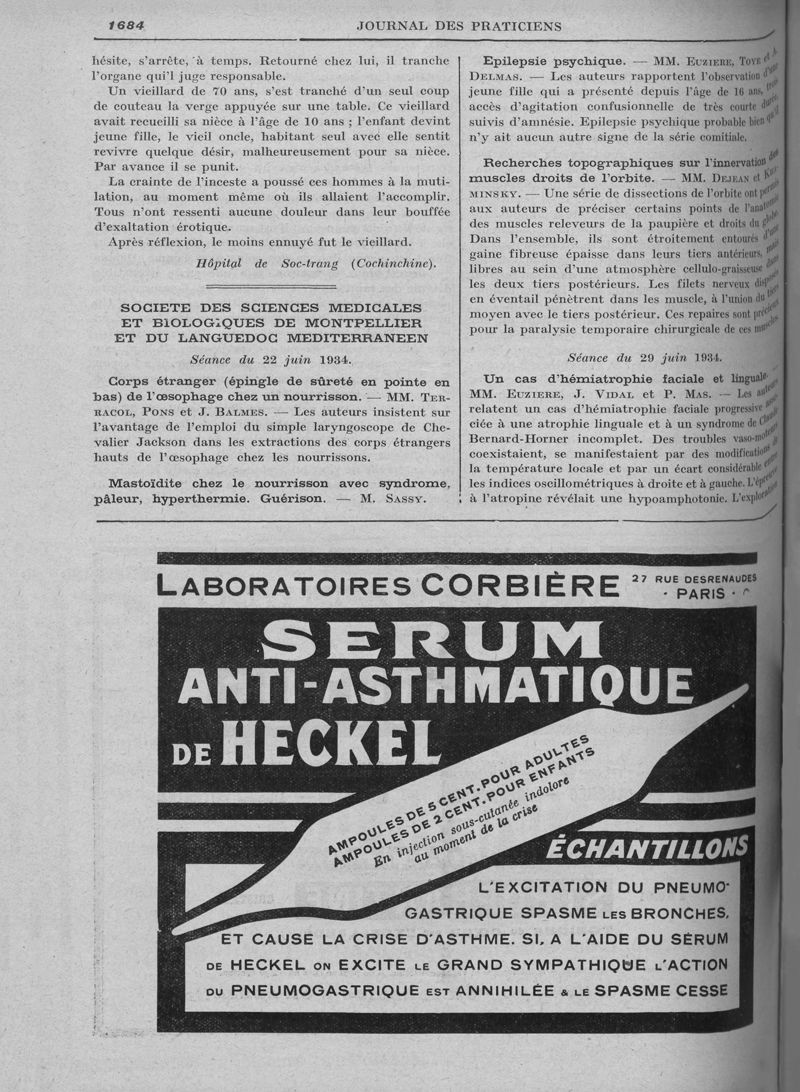 1684
JOURNAL DES PRATICIENS
hésite, s'arrête, à temps. Retourné chez lui, il tranche
l'organe qui'l juge responsable.
Un vieillard de 70 ans, s'est tranché d'un seul coup
de couteau la verge appuyée sur une table. Ce vieillard
avait recueilli sa nièce à l'âge de 10 ans ; l'enfant devint
jeune fille, le vieil oncle, habitant seul avec elle sentit
revivre quelque désir, malheureusement pour sa nièce.
Par avance il se punit.
La crainte de l'inceste a poussé ces hommes à la muti-
lation, au moment même où ils allaient l'accomplir.
Tous n'ont ressenti aucune douleur dans leur bouffée
d'exaltation érotique.
Après réflexion, le moins ennuyé fut le vieillard.
Hôpital de Soc-trang (Cochinchine).
SOCIETE DES SCIENCES MEDICALES
ET BIOLOGIQUES DE MONTPELLIER
ET DU LANGUEDOC MEDITERRANEEN
Séance du 22 juin 1934.
Corps étranger (épingle de sûreté en pointe en
bas) de l'œsophage chez un nourrisson. — MM. TER-
RACOL, PONS et J. BALMES. — Les auteurs insistent sur
l'avantage de l'emploi du simple laryngoscope de Che-
valier Jackson dans les extractions des corps étrangers
hauts de l'œsophage chez les nourrissons.
Mastoïdite chez le nourrisson avec syndrome,
pâleur, hyperthermie. Guérison. — M. SASSY.
Epilepsie psychique. — MM. EUZIERE, TOYE et
DELMAS. — Les auteurs rapportent l'observation d'une
jeune fille qui a présenté depuis l'âge de 16 ans, trois
accès d'agitation confusionnelle de très courte durée,
suivis d'amnésie. Epilepsie psychique probable bien qu'il
n'y ait aucun autre signe de la série comitiale.
Recherches topographiques sur l'innervation des
muscles droits de l'orbite. — MM. DEJEAN et
MINSKY. — Une série de dissections de l'orbite ont permis
aux auteurs de préciser certains points de l'anatomie
des muscles releveurs de la paupière et droits du globe
Dans l'ensemble, ils sont étroitement entourés d'une
gaine fibreuse épaisse dans leurs tiers antérieurs, mais
libres au sein d'une atmosphère cellulo-graisseuse dans
les deux tiers postérieurs. Les filets nerveux disposés
en éventail pénètrent dans les muscle, à l'union du tiers
moyen avec le tiers postérieur. Ces repaires sont précieux
pour la paralysie temporaire chirurgicale de ces muscles
Séance du 29 juin 1934.
Un cas d'hémiatrophie faciale et linguale.
MM. EUZIERE, J. VIDAL et P. MAS. — Les auteurs
relatent un cas d'hémiatrophie faciale progressive
ciée à une atrophie linguale et à un syndrome de Claude
Bernard-Horner incomplet. Des troubles vaso-moteurs
coexistaient, se manifestaient par des modifications
la température locale et par un écart considérable entre
les indices oscillométriques à droite et à gauche. L'épreuve
à l'atropine révélait une hypoamphotonie. L'exploration
LABORATOIRES CORBIÈRE
27 RUE DESRENAUDES
· PARIS ·
SERUM
ANTI-ASTHMATIQUE
DE HECKEL
AMPOULES DE 5 CENT. POUR ADULTES
AMPOULES DE 2 CENT. POUR ENFANTS
En injection sous-cutanée indolore
au moment de la crise
ÉCHANTILLONS
L'EXCITATION DU PNEUMO-
GASTRIQUE SPASME LES BRONCHES,
ET CAUSE LA CRISE D'ASTHME. SI, A L'AIDE DU SÉRUM
DE HECKEL ON EXCITE LE GRAND SYMPATHIQUE L'ACTION
DU PNEUMOGASTRIQUE EST ANNIHILÉE & LE SPASME CESSE